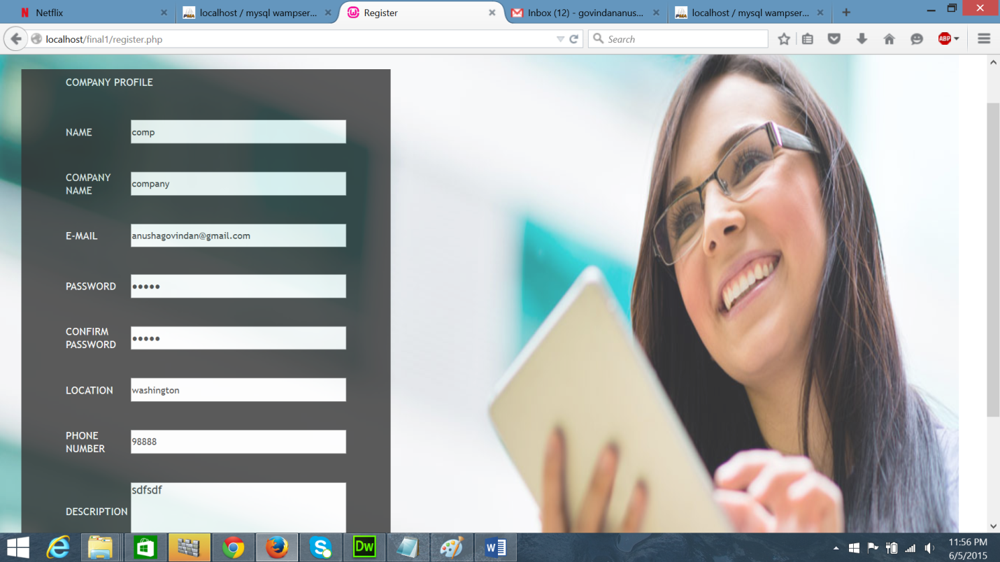 Netflix
localhost / mysql wampser...
Register
Inbox (12) - govindananus...
localhost / mysql wampser...
localhost/final1/register.php
Search
ABP
COMPANY PROFILE
NAME
comp
COMPANY
NAME
company
E-MAIL
anushagovindan@gmail.com
PASSWORD
●●●●●
CONFIRM
PASSWORD
●●●●●
LOCATION
washington
PHONE
NUMBER
98888
DESCRIPTION
sdfsdf
Dw
11:56 PM
6/5/2015